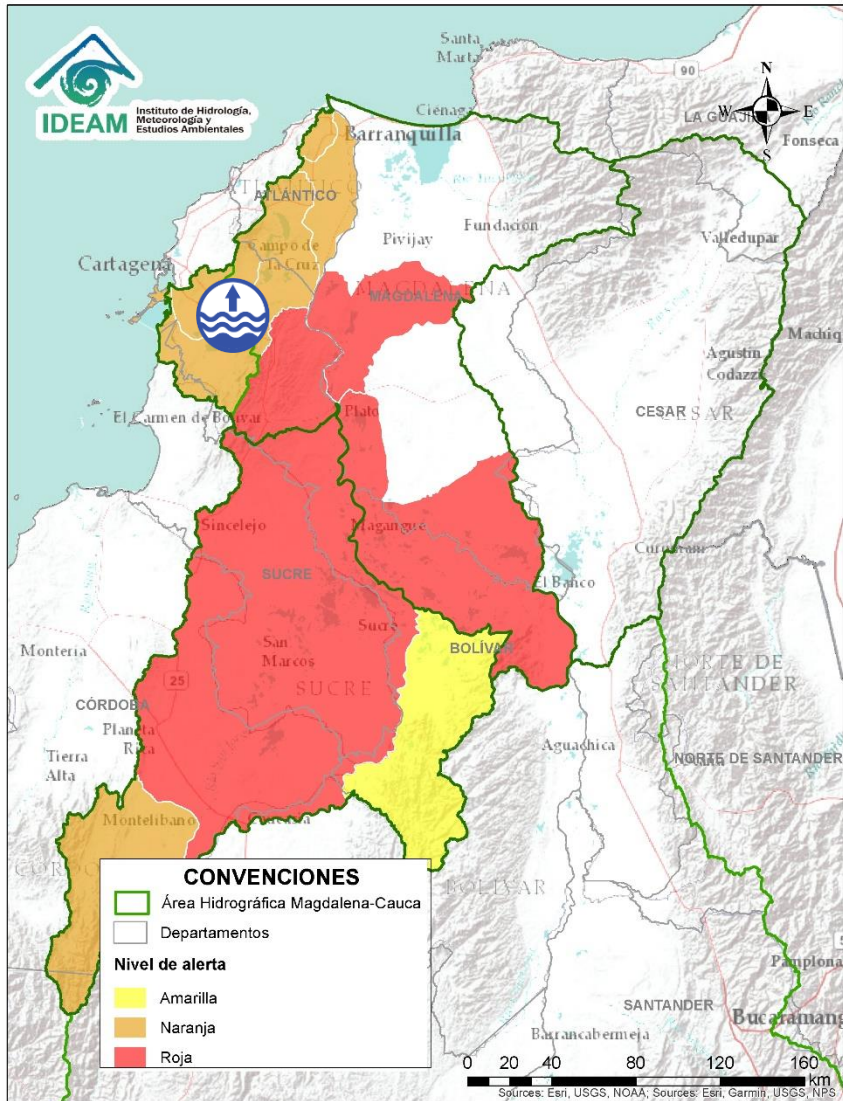 IDEAM
Instituto de Hidrología,
Meteorología y
Estudios Ambientales
Santa
Marta
90
N
W
E
S
LA GUAJI
Fonseca
Ciénaga
Barranquilla
ATLÁNTICO
Fundación
Pivijay
Valledupar
Campo de
la Cruz
Cartagena
MAGDALENA
Agustín
Codazzi
Machiq
El Carmen de Bolívar
Plato
CESAR
CESAR
Sincelejo
Magangué
SUCRE
Curumaní
El Banco
Sucre
BOLÍVAR
Montería
San
Marcos
25
SUCRE
NORTE DE
SANTANDER
CÓRDOBA
Planeta
Rica
Tierra
Alta
Aguachica
NORTE DE SANTANDER
Montelíbano
BOLÍVAR
CONVENCIONES
Área Hidrográfica Magdalena-Cauca
Departamentos
Nivel de alerta
Amarilla
Naranja
Roja
Pamplona
SANTANDER
Bucaramang
Barrancabermeja
0 20 40 80 120 160
Km
Sources: Esri, USGS, NOAA; Sources: Esri, Garmin, USGS, NPS